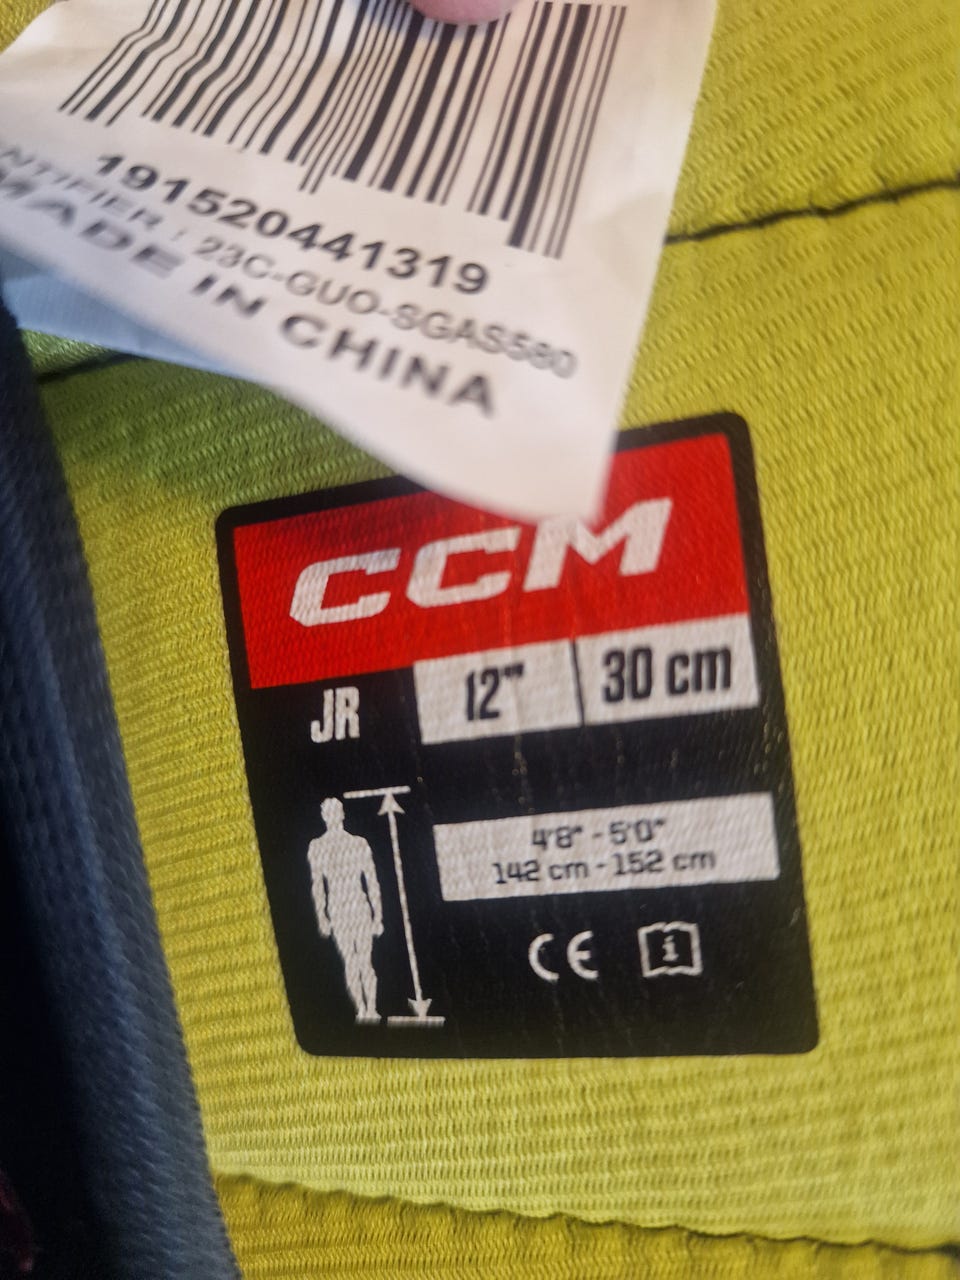 191520441319
NTIFIER : 23C-GUO-SGAS580
MADE IN CHINA
CCM
JR 12" 30 cm
4'8" - 5'0"
142 cm - 152 cm
CE i